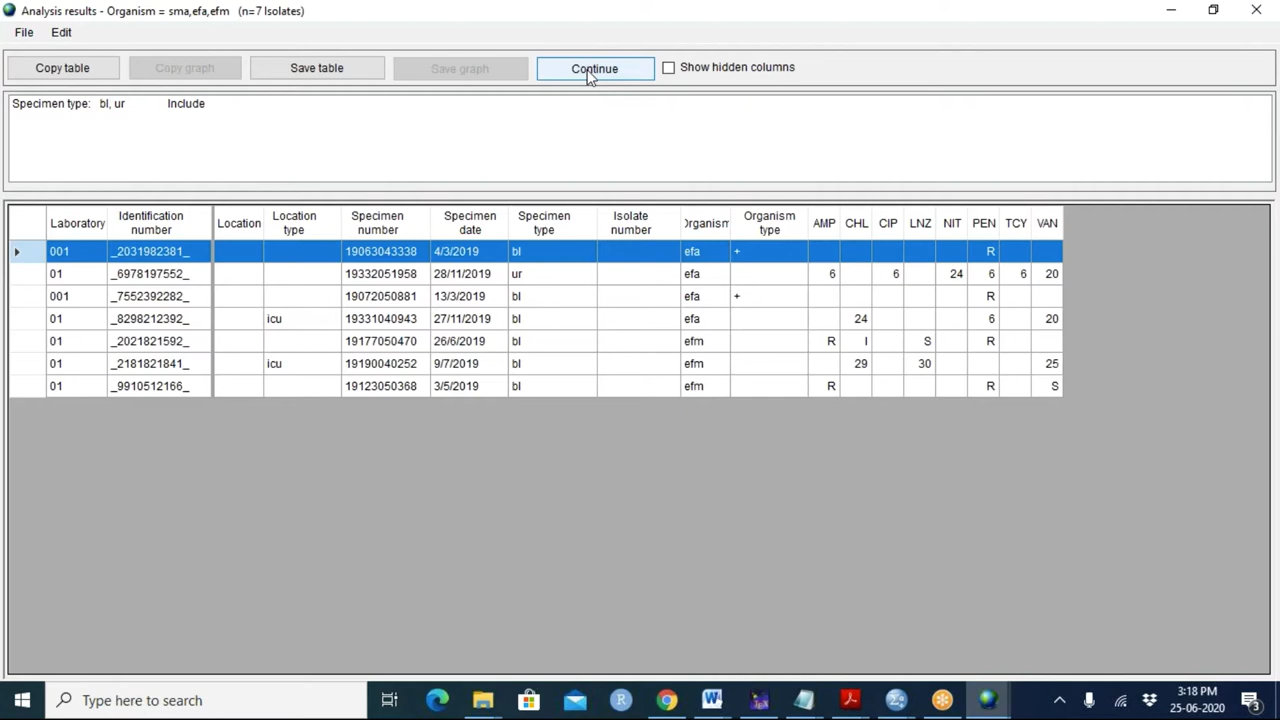 Analysis results - Organism = sma,efa,efm (n=7 Isolates)
File Edit
Copy table Copy graph Save table Save graph Continue Show hidden columns
Specimen type: bl, ur Include
Laboratory Identification number Location Location type Specimen number Specimen date Specimen type Isolate number Organism Organism type AMP CHL CIP LNZ NIT PEN TCY VAN
001 _2031982381_ 19063043338 4/3/2019 bl efa + R
01 _6978197552_ 19332051958 28/11/2019 ur efa 6 6 24 6 6 20
001 _7552392282_ 19072050881 13/3/2019 bl efa + R
01 _8298212392_ icu 19331040943 27/11/2019 bl efa 24 6 20
01 _2021821592_ 19177050470 26/6/2019 bl efm R I S R
01 _2181821841_ icu 19190040252 9/7/2019 bl efm 29 30 25
01 _9910512166_ 19123050368 3/5/2019 bl efm R R S
Type here to search
3:18 PM
25-06-2020
3